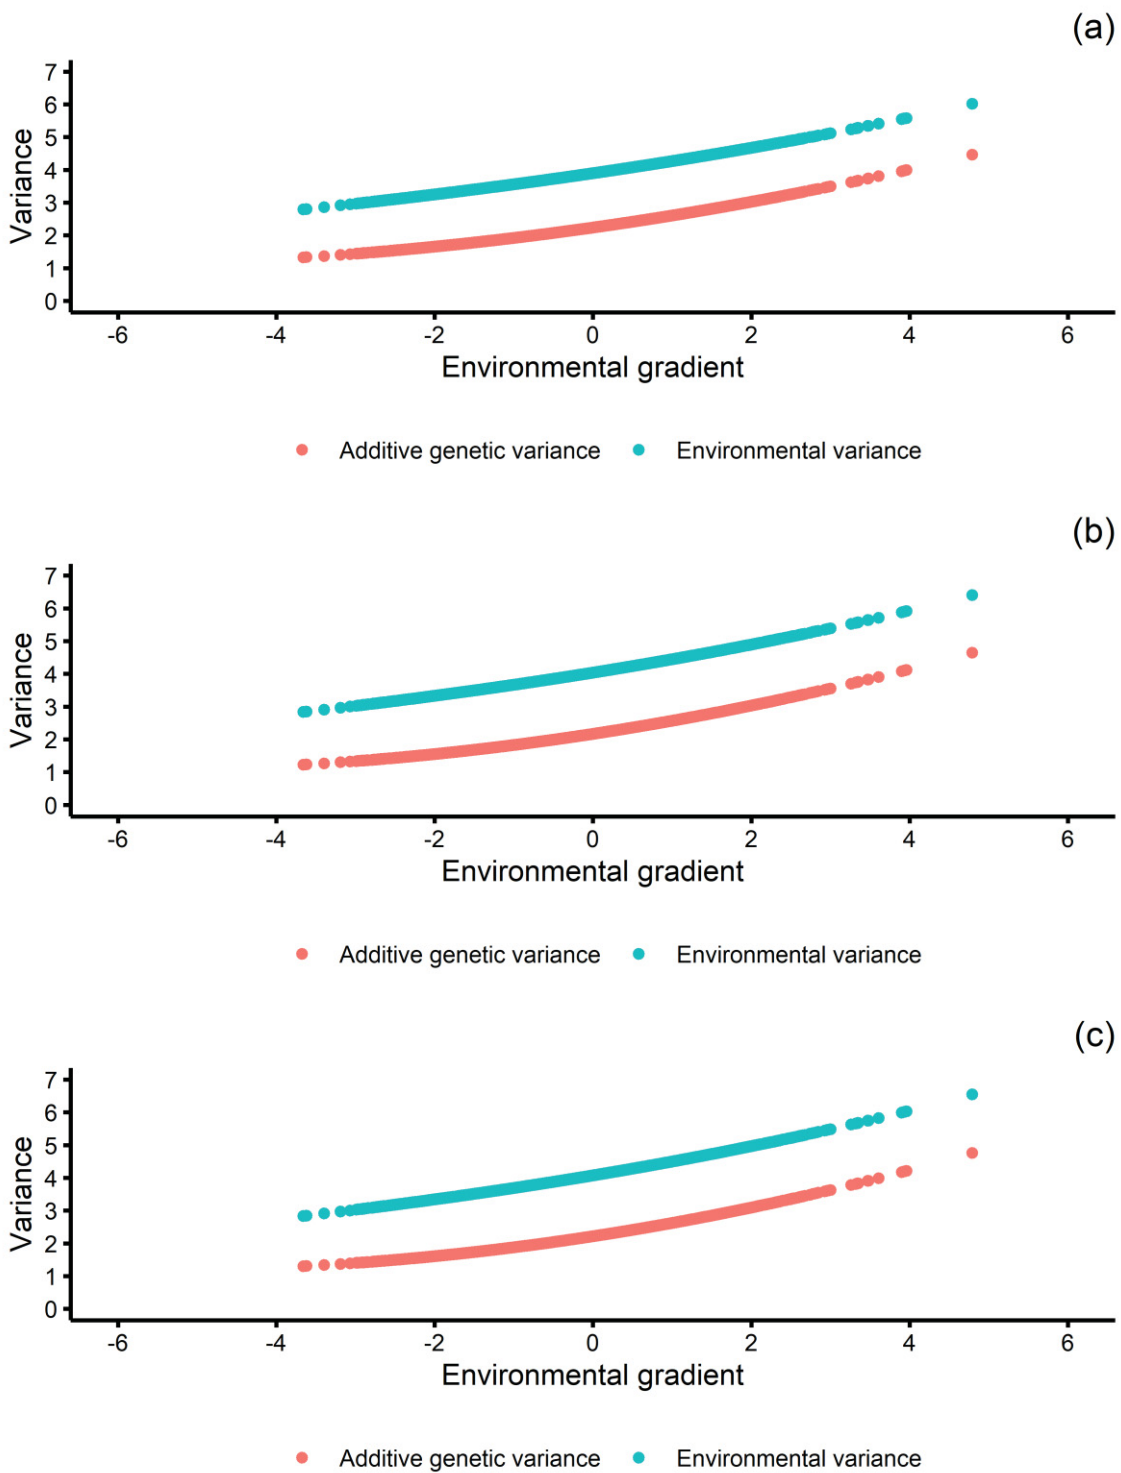 (a)
7
6
5
4
3
2
1
0
Variance
-6 -4 -2 0 2 4 6
Environmental gradient
Additive genetic variance Environmental variance
(b)
7
6
5
4
3
2
1
0
Variance
-6 -4 -2 0 2 4 6
Environmental gradient
Additive genetic variance Environmental variance
(c)
7
6
5
4
3
2
1
0
Variance
-6 -4 -2 0 2 4 6
Environmental gradient
Additive genetic variance Environmental variance